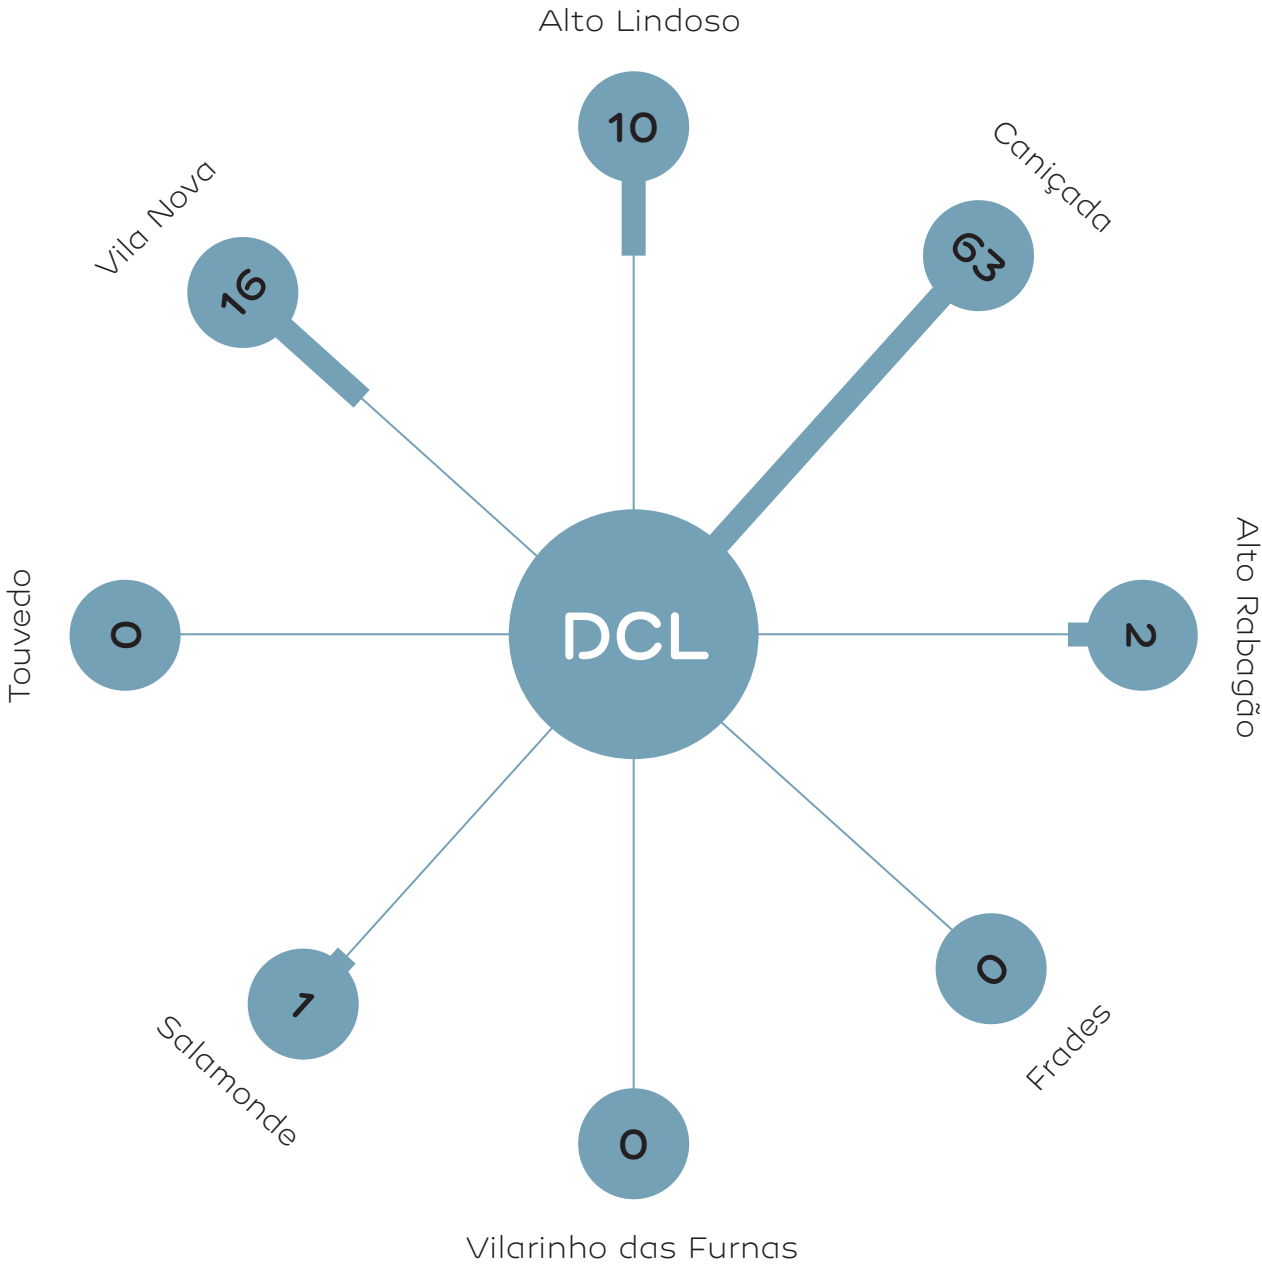 Alto Lindoso
10
Caniçada
63
Alto Rabagão
2
Frades
0
Vilarinho das Furnas
0
Salamonde
1
Touvedo
0
Vila Nova
16
DCL